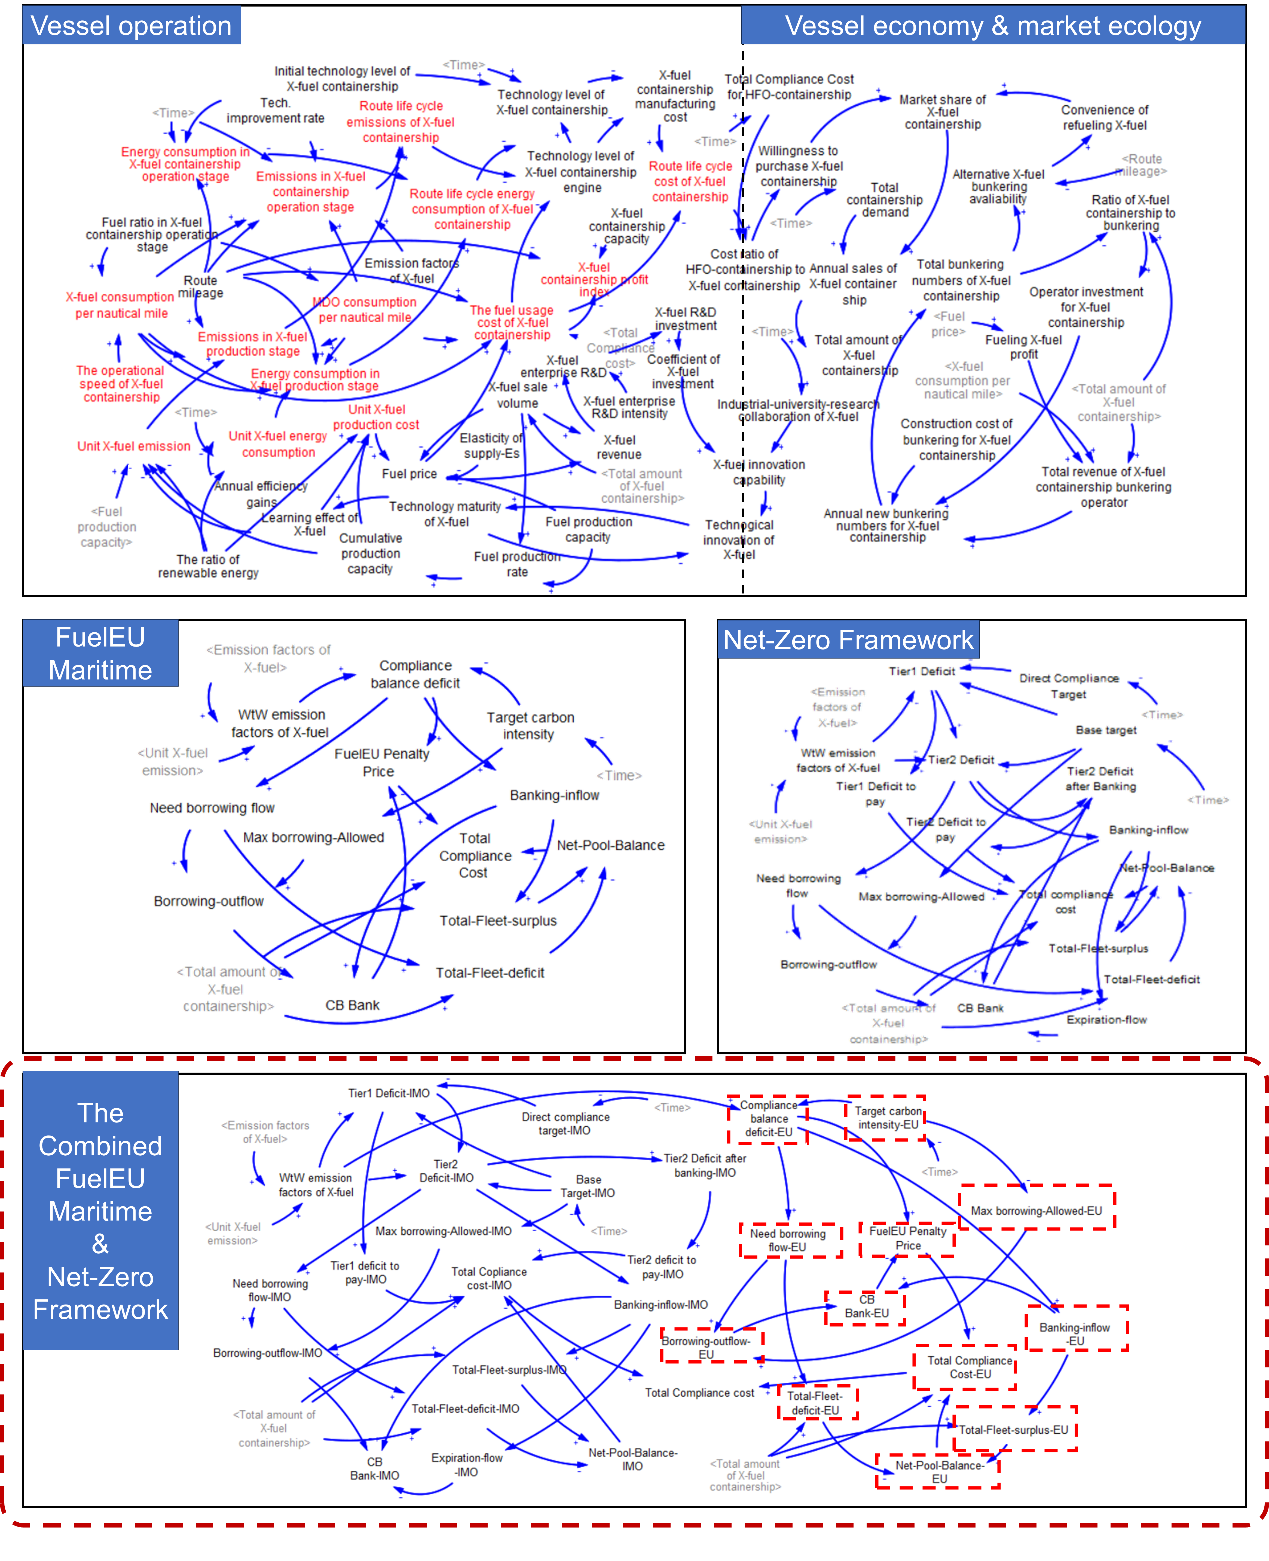 Vessel operation
Vessel economy & market ecology
Initial technology level of
X-fuel containership
<Time>
Technology level of
X-fuel containership
X-fuel
containership
manufacturing
cost
Total Compliance Cost
for HFO-containership
Market share of
X-fuel
containership
Convenience of
refueling X-fuel
<Time>
Tech.
improvement rate
Route life cycle
emissions of X-fuel
containership
<Time>
Energy consumption in
X-fuel containership
operation stage
Emissions in X-fuel
containership
operation stage
Route life cycle energy
consumption of X-fuel
containership
Technology level of
X-fuel containership
engine
Route life cycle
cost of X-fuel
containership
Willingness to
purchase X-fuel
containership
<Time>
Total
containership
demand
Alternative X-fuel
bunkering
avaliability
<Route
mileage>
Ratio of X-fuel
containership to
bunkering
Fuel ratio in X-fuel
containership operation
stage
Route
mileage
Emission factors
of X-fuel
X-fuel
containership
capacity
X-fuel
containership profit
index
Cost ratio of
HFO-containership to
X-fuel containership
Annual sales of
X-fuel container
ship
Total bunkering
numbers of X-fuel
containership
Operator investment
for X-fuel
containership
X-fuel consumption
per nautical mile
MDO consumption
per nautical mile
The fuel usage
cost of X-fuel
containership
X-fuel R&D
investment
<Time>
<Fuel
price>
Fueling X-fuel
profit
Emissions in X-fuel
production stage
<Total
Compliance
cost>
Coefficient of
X-fuel
investment
Total amount of
X-fuel
containership
<X-fuel
consumption per
nautical mile>
<Total amount of
X-fuel
containership>
The operational
speed of X-fuel
containership
Energy consumption in
X-fuel production stage
X-fuel
enterprise R&D
X-fuel sale
volume
X-fuel enterprise
R&D intensity
Industrial-university-research
collaboration of X-fuel
<Time>
Unit X-fuel
production cost
Unit X-fuel emission
Unit X-fuel energy
consumption
Elasticity of
supply-Es
X-fuel
revenue
Construction cost of
bunkering for X-fuel
containership
Fuel price
<Total amount
of X-fuel
containership>
X-fuel innovation
capability
Total revenue of X-fuel
containership bunkering
operator
Annual efficiency
gains
Learning effect of
X-fuel
Technology maturity
of X-fuel
Fuel production
capacity
Technogical
innovation of
X-fuel
Annual new bunkering
numbers for X-fuel
containership
<Fuel
production
capacity>
The ratio of
renewable energy
Cumulative
production
capacity
Fuel production
rate
FuelEU
Maritime
<Emission factors of
X-fuel>
Compliance
balance deficit
WtW emission
factors of X-fuel
Target carbon
intensity
<Unit X-fuel
emission>
FuelEU Penalty
Price
<Time>
Need borrowing flow
Banking-inflow
Max borrowing-Allowed
Total
Compliance
Cost
Net-Pool-Balance
Borrowing-outflow
Total-Fleet-surplus
<Total amount of
X-fuel
containership>
CB Bank
Total-Fleet-deficit
Net-Zero Framework
Tier1 Deficit
Direct Compliance
Target
<Emission
factors of
X-fuel>
<Time>
Base target
WtW emission
factors of X-fuel
Tier2 Deficit
Tier2 Deficit
after Banking
Tier1 Deficit to
pay
<Time>
<Unit X-fuel
emission>
Tier2 Deficit to
pay
Banking-inflow
Need borrowing
flow
Max borrowing-Allowed
Total compliance
cost
Net-Pool-Balance
Total-Fleet-surplus
Borrowing-outflow
Total-Fleet-deficit
<Total amount of
X-fuel
containership>
CB Bank
Expiration-flow
The
Combined
FuelEU
Maritime
&
Net-Zero
Framework
Tier1 Deficit-IMO
Direct compliance
target-IMO
<Time>
Compliance
balance
deficit-EU
Target carbon
intensity-EU
<Emission factors
of X-fuel>
WtW emission
factors of X-fuel
Tier2
Deficit-IMO
Base
Target-IMO
Tier2 Deficit after
banking-IMO
<Time>
<Unit X-fuel
emission>
Max borrowing-Allowed-IMO
<Time>
Need borrowing
flow-EU
FuelEU Penalty
Price
Max borrowing-Allowed-EU
Tier1 deficit to
pay-IMO
Total Copliance
cost-IMO
Tier2 deficit to
pay-IMO
Need borrowing
flow-IMO
Banking-inflow-IMO
CB
Bank-EU
Banking-inflow
-EU
Borrowing-outflow-IMO
Borrowing-outflow-
EU
Total-Fleet-surplus-IMO
Total Compliance
Cost-EU
Total Compliance cost
Total-Fleet-
deficit-EU
<Total amount of
X-fuel
containership>
Total-Fleet-deficit-IMO
Total-Fleet-surplus-EU
CB
Bank-IMO
Expiration-flow
-IMO
Net-Pool-Balance-
IMO
<Total amount
of X-fuel
containership>
Net-Pool-Balance-
EU